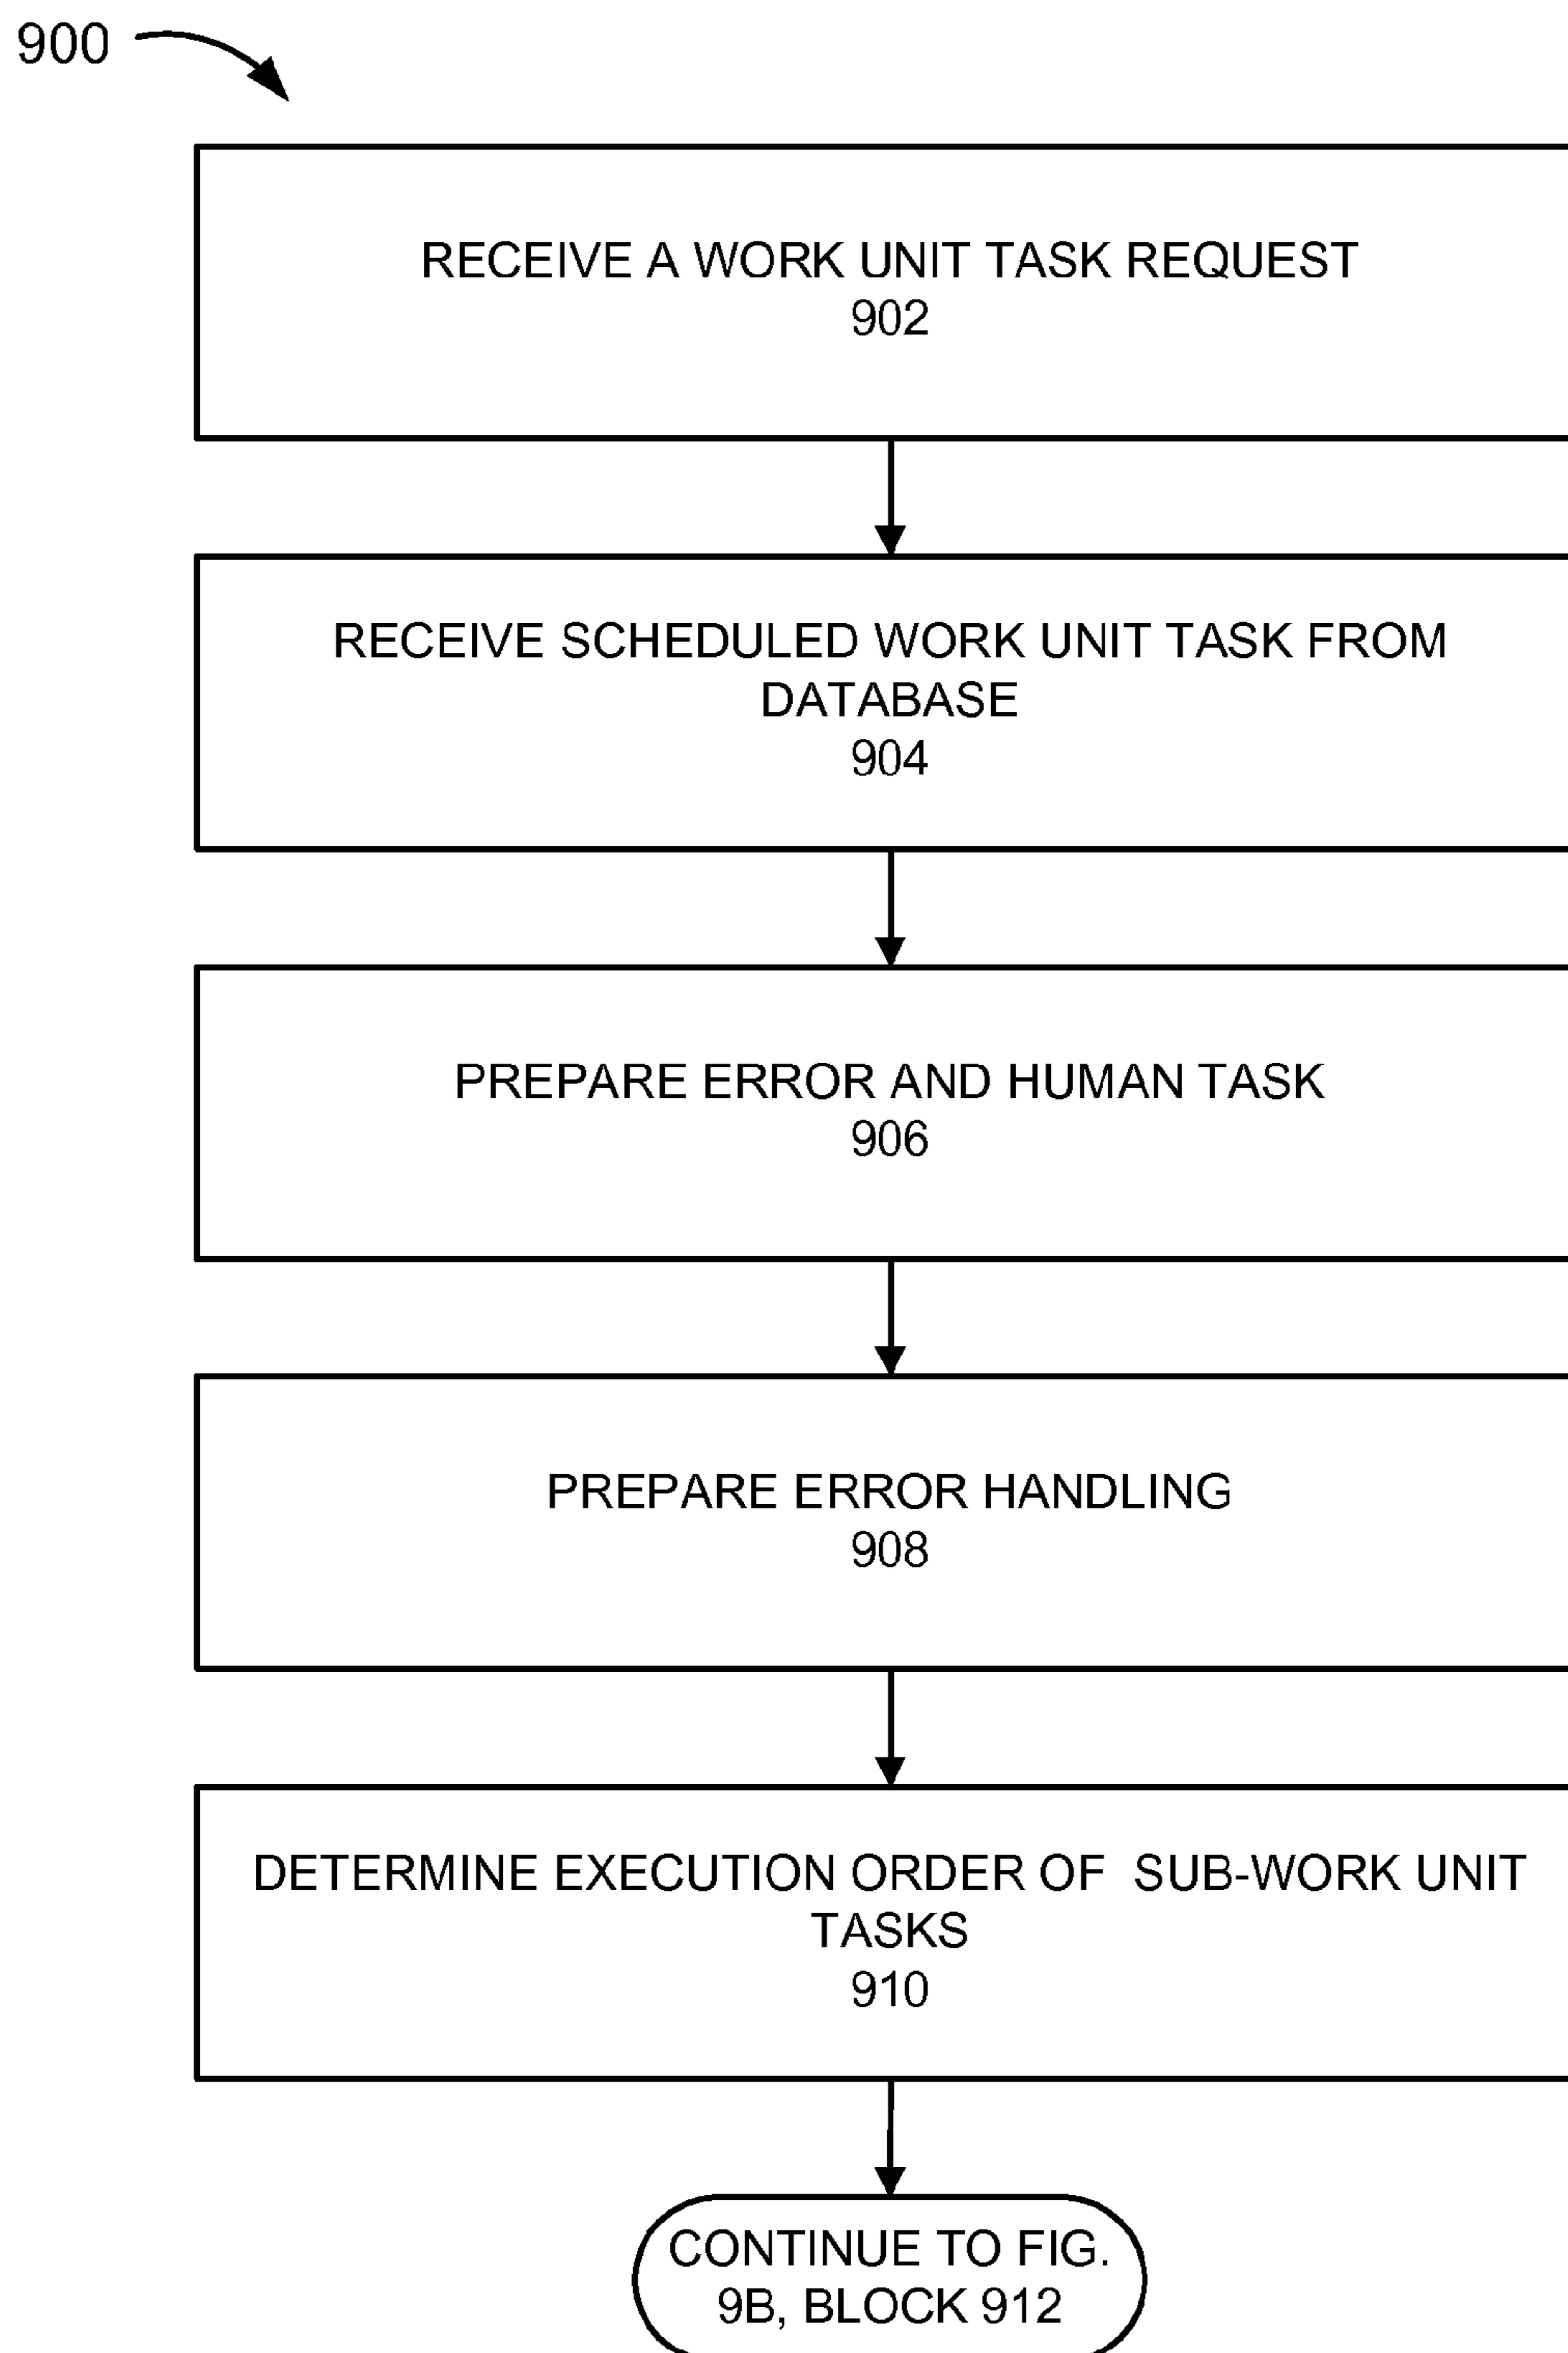 900
RECEIVE A WORK UNIT TASK REQUEST
902
RECEIVE SCHEDULED WORK UNIT TASK FROM
DATABASE
904
PREPARE ERROR AND HUMAN TASK
906
PREPARE ERROR HANDLING
908
DETERMINE EXECUTION ORDER OF SUB-WORK UNIT
TASKS
910
CONTINUE TO FIG.
9B, BLOCK 912